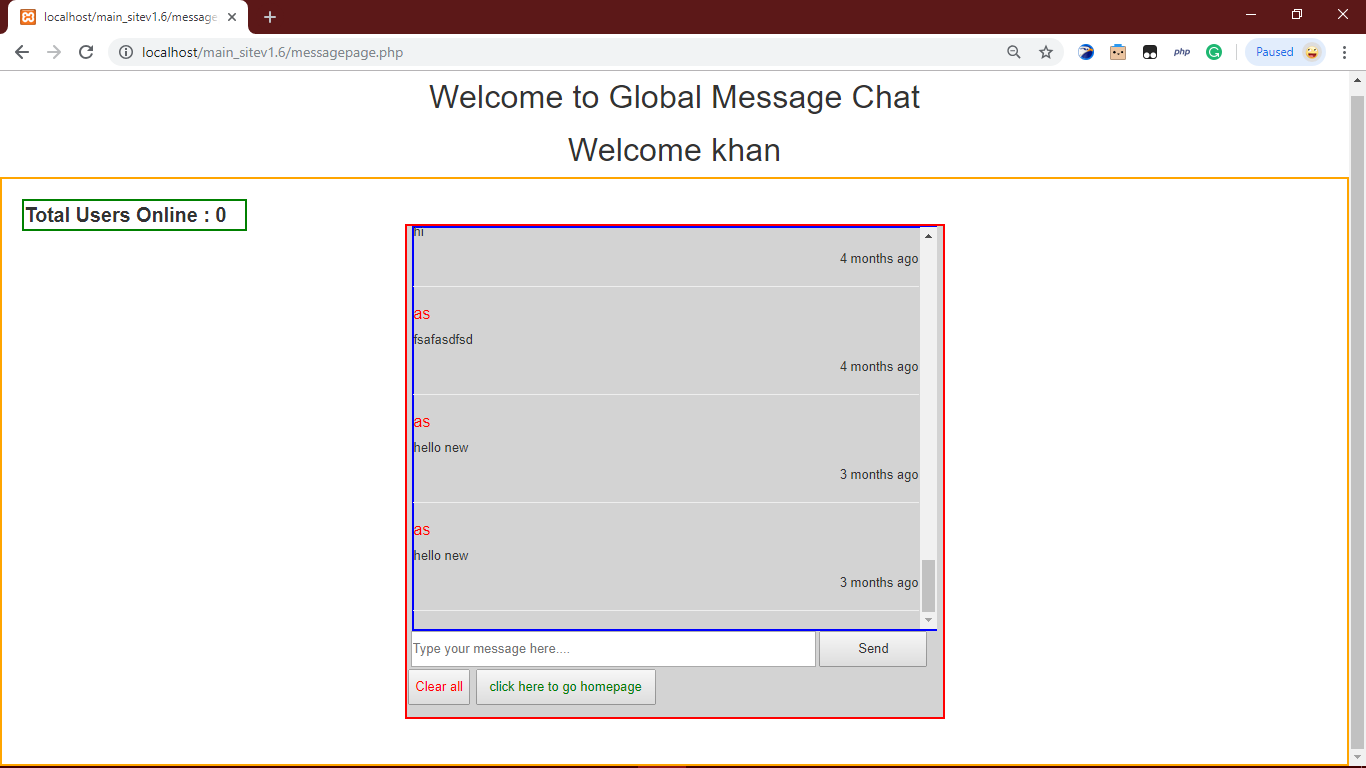 localhost/main_sitev1.6/message
localhost/main_sitev1.6/messagepage.php
php
Paused
Welcome to Global Message Chat
Welcome khan
Total Users Online : 0
hi
4 months ago
as
fsafasdfsd
4 months ago
as
hello new
3 months ago
as
hello new
3 months ago
Type your message here....
Send
Clear all
click here to go homepage